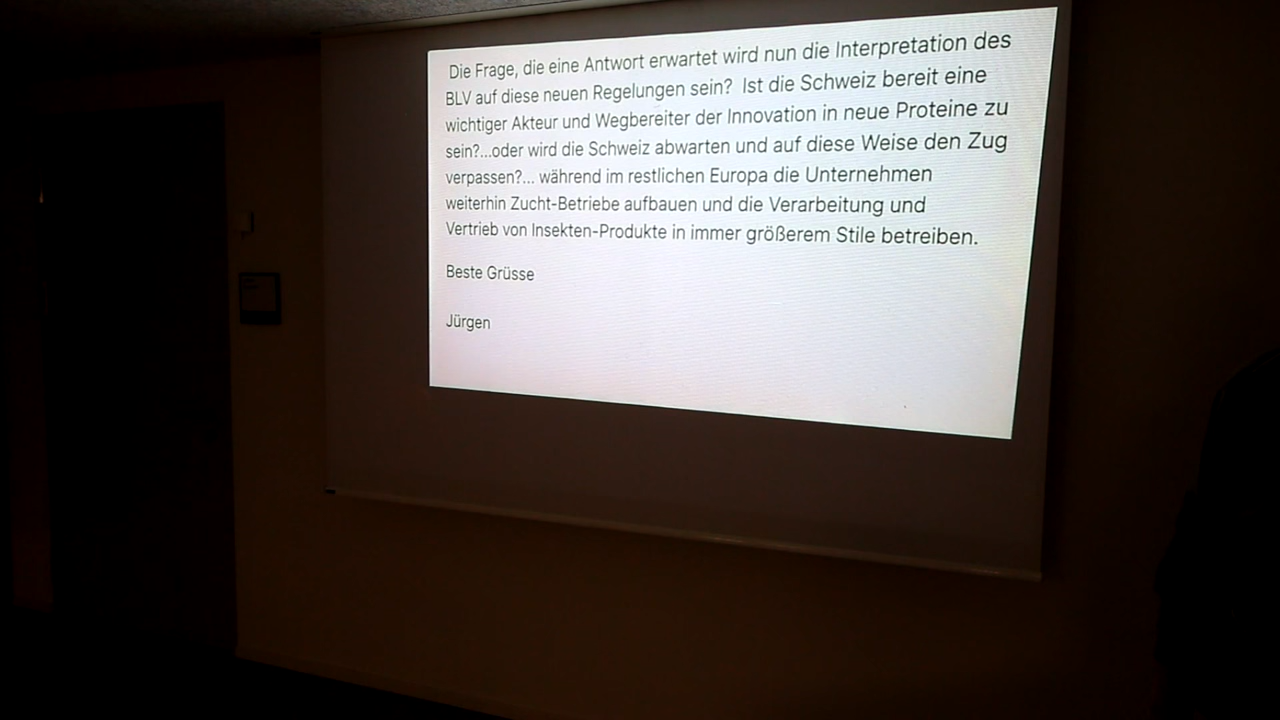 Die Frage, die eine Antwort erwartet wird nun die Interpretation des
BLV auf diese neuen Regelungen sein? Ist die Schweiz bereit eine
wichtiger Akteur und Wegbereiter der Innovation in neue Proteine zu
sein?...oder wird die Schweiz abwarten und auf diese Weise den Zug
verpassen?... während im restlichen Europa die Unternehmen
weiterhin Zucht-Betriebe aufbauen und die Verarbeitung und
Vertrieb von Insekten-Produkte in immer größerem Stile betreiben.
Beste Grüsse
Jürgen